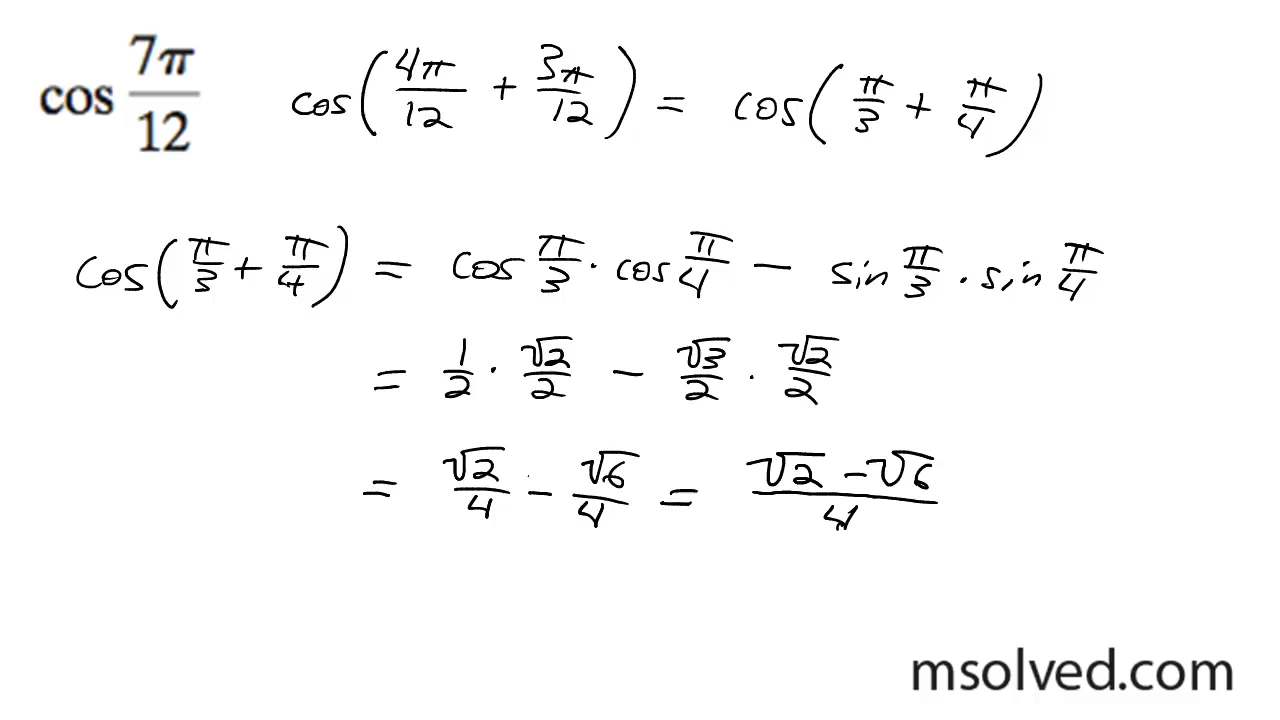 cos 7π/12 cos(4π/12 + 3π/12) = cos(π/3 + π/4)
cos(π/3 + π/4) = cos π/3 · cos π/4 − sin π/3 · sin π/4
= 1/2 · √2/2 − √3/2 · √2/2
= √2/4 − √6/4 = (√2 − √6)/4
msolved.com